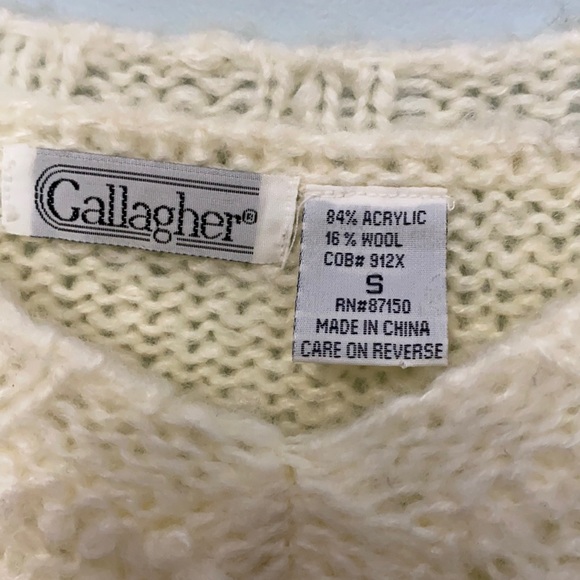 Gallagher®
84% ACRYLIC
16% WOOL
COB# 912X
S
RN#87150
MADE IN CHINA
CARE ON REVERSE